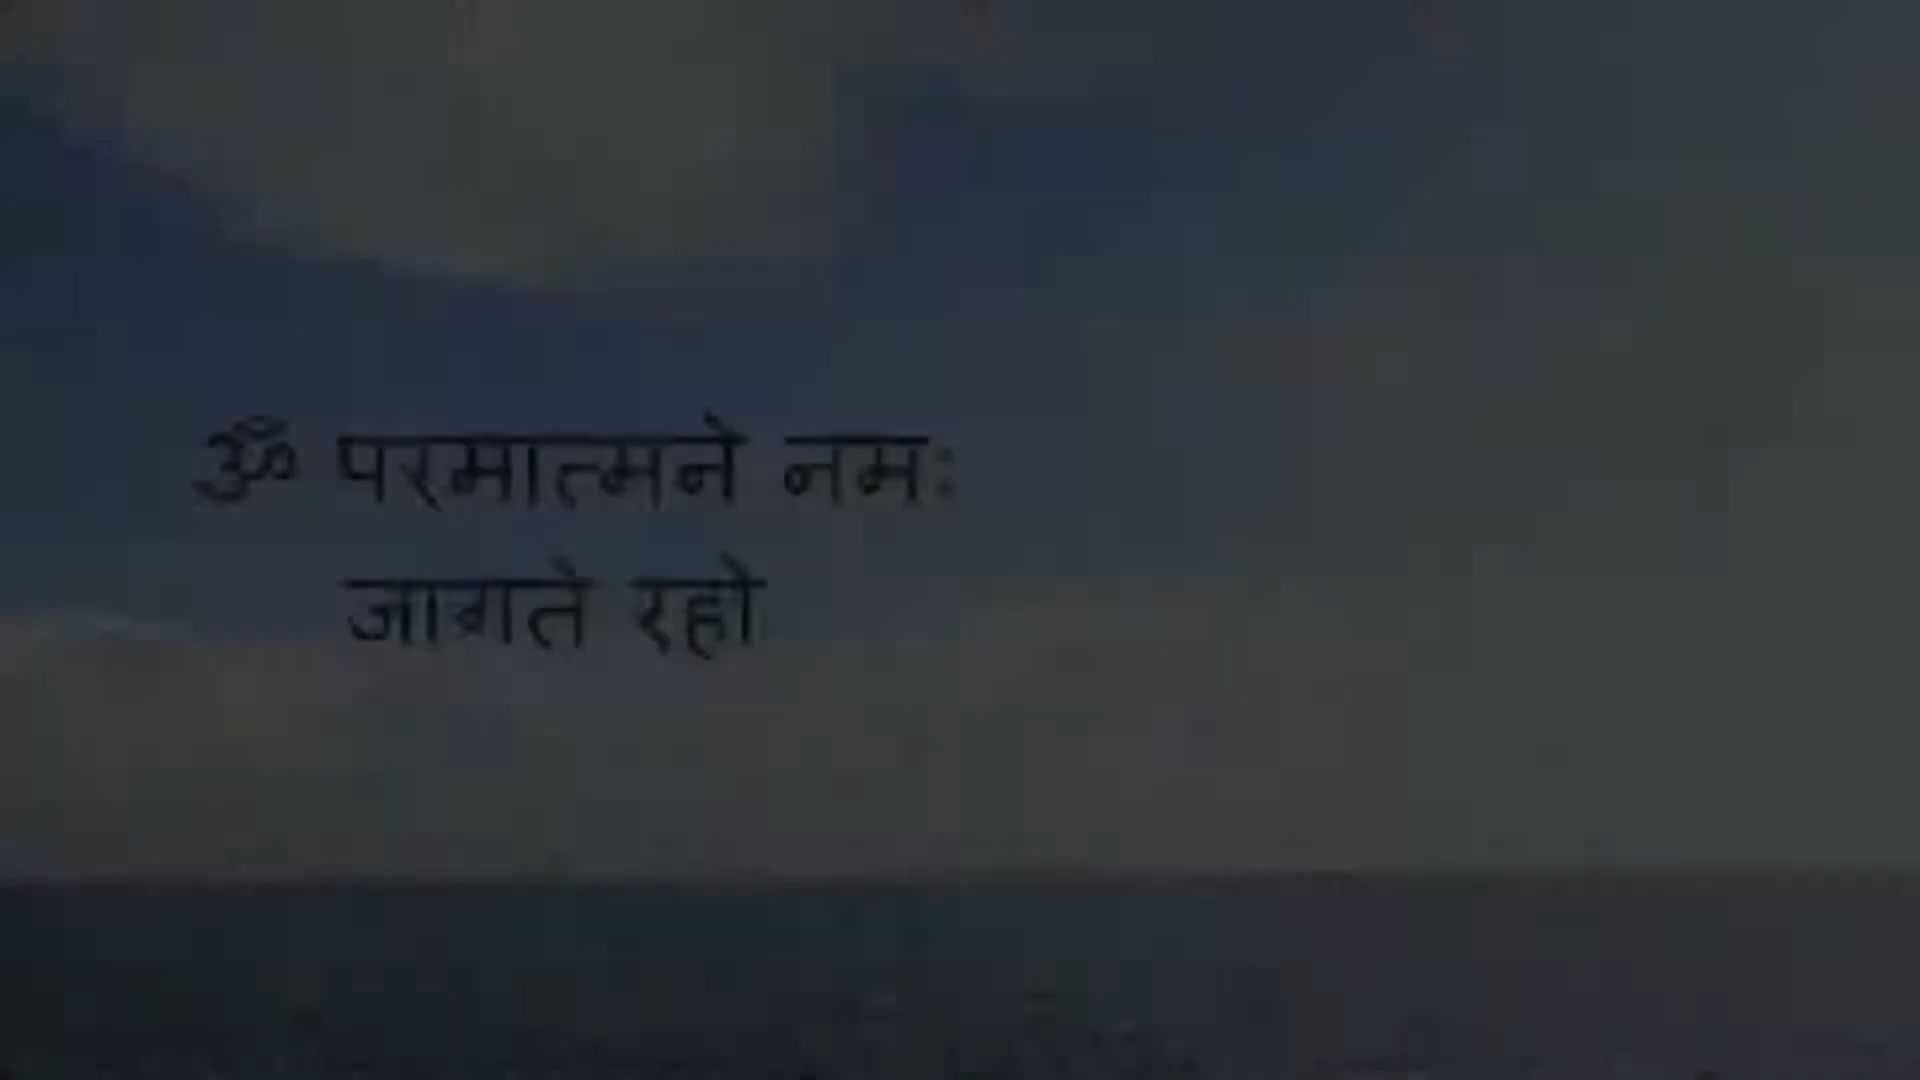 ॐ परमात्मने नमः
जाग्रते रहो